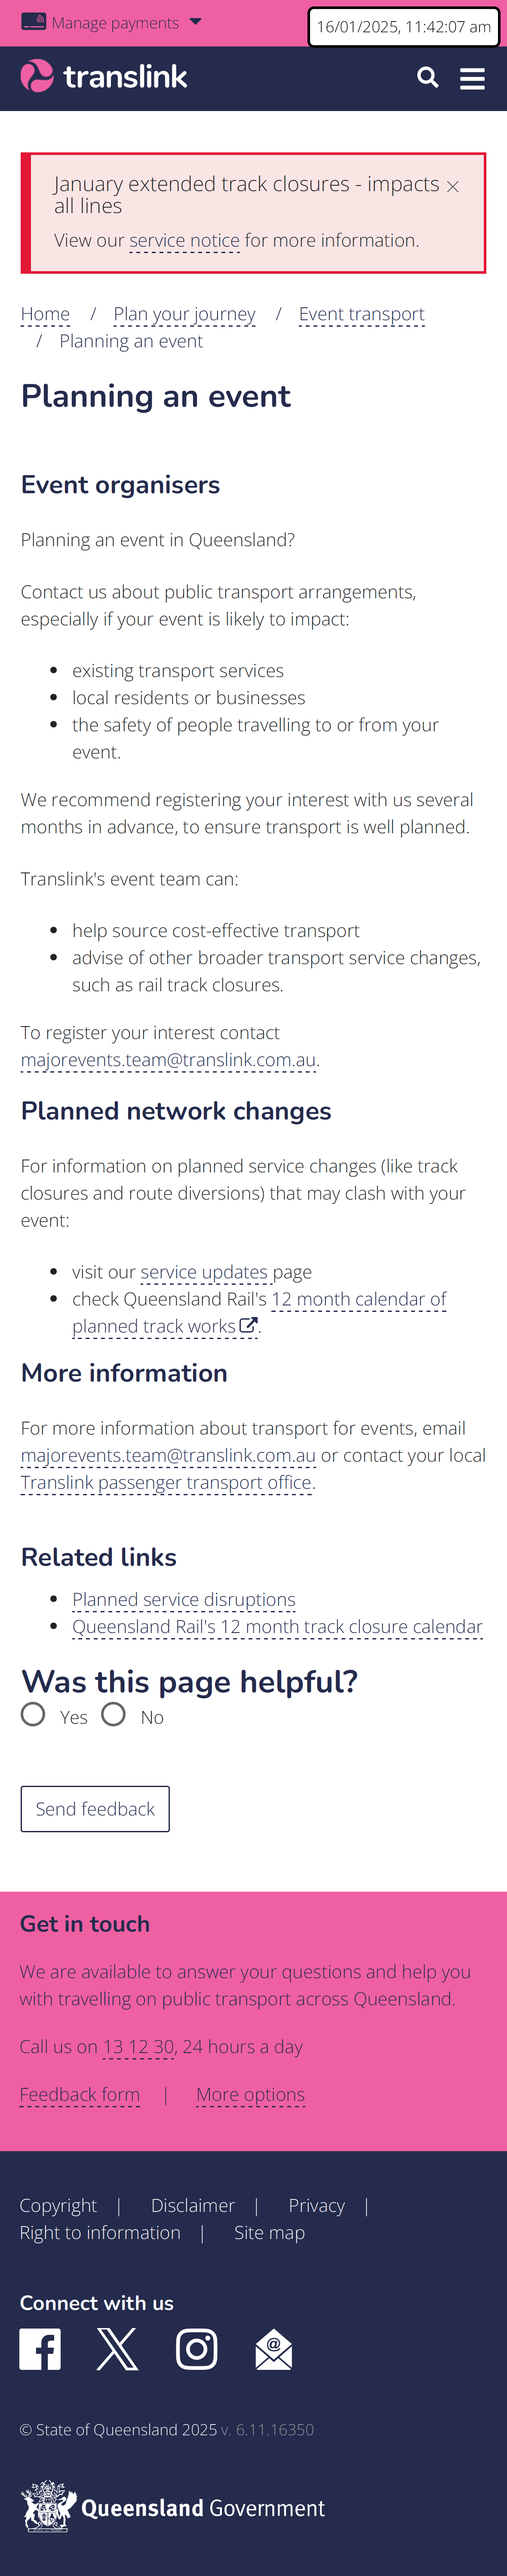 Manage payments
16/01/2025, 11:42:07 am
translink
January extended track closures - impacts
all lines
View our service notice for more information.
Home / Plan your journey / Event transport
/ Planning an event
Planning an event
Event organisers
Planning an event in Queensland?
Contact us about public transport arrangements,
especially if your event is likely to impact:
• existing transport services
• local residents or businesses
• the safety of people travelling to or from your
event.
We recommend registering your interest with us several
months in advance, to ensure transport is well planned.
Translink's event team can:
• help source cost-effective transport
• advise of other broader transport service changes,
such as rail track closures.
To register your interest contact
majorevents.team@translink.com.au.
Planned network changes
For information on planned service changes (like track
closures and route diversions) that may clash with your
event:
• visit our service updates page
• check Queensland Rail's 12 month calendar of
planned track works.
More information
For more information about transport for events, email
majorevents.team@translink.com.au or contact your local
Translink passenger transport office.
Related links
• Planned service disruptions
• Queensland Rail's 12 month track closure calendar
Was this page helpful?
Yes No
Send feedback
Get in touch
We are available to answer your questions and help you
with travelling on public transport across Queensland.
Call us on 13 12 30, 24 hours a day
Feedback form | More options
Copyright | Disclaimer | Privacy |
Right to information | Site map
Connect with us
© State of Queensland 2025 v. 6.11.16350
Queensland Government